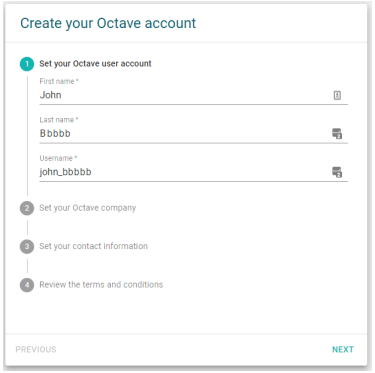 Create your Octave account
1 Set your Octave user account
First name *
John
Last name *
Bbbbb
Username *
john_bbbbb
2 Set your Octave company
3 Set your contact information
4 Review the terms and conditions
PREVIOUS NEXT